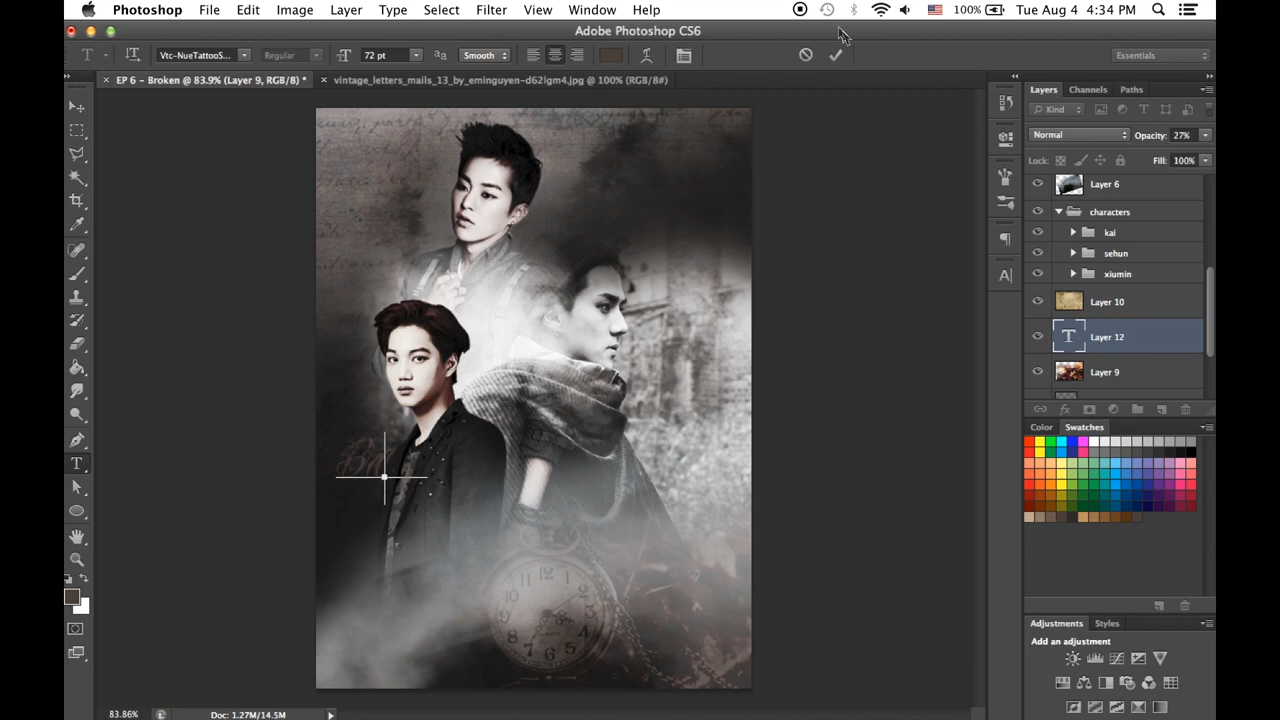 Photoshop File Edit Image Layer Type Select Filter View Window Help 100% Tue Aug 4 4:34 PM
Adobe Photoshop CS6
T Vtc-NueTattooS... Regular 72 pt aa Smooth Essentials
EP 6 - Broken @ 83.9% (Layer 9, RGB/8) * vintage_letters_mails_13_by_eminguyen-d62lgm4.jpg @ 100% (RGB/8#)
Layers Channels Paths
Kind
Normal Opacity: 27%
Lock: Fill: 100%
Layer 6
characters
kai
sehun
xiumin
Layer 10
T Layer 12
Layer 9
Color Swatches
Adjustments Styles
Add an adjustment
83.86% Doc: 1.27M/14.5M